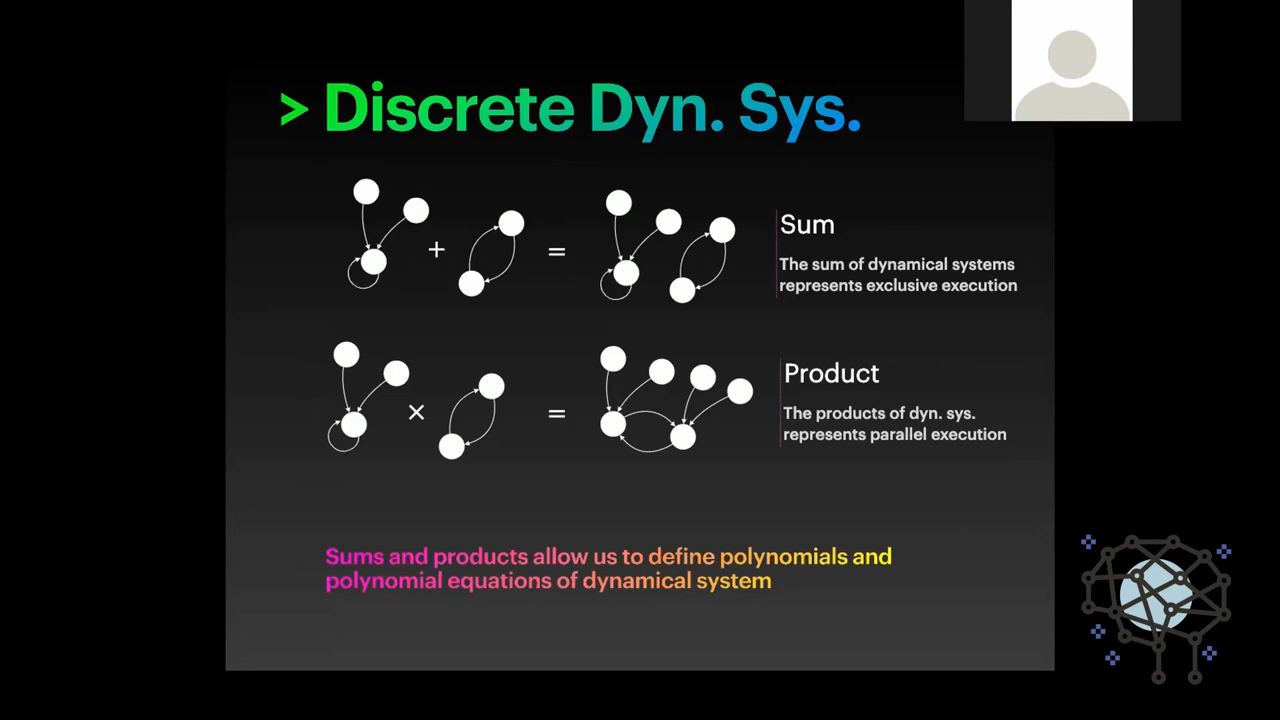 > Discrete Dyn. Sys.
+
=
Sum
The sum of dynamical systems
represents exclusive execution
×
=
Product
The products of dyn. sys.
represents parallel execution
Sums and products allow us to define polynomials and
polynomial equations of dynamical system